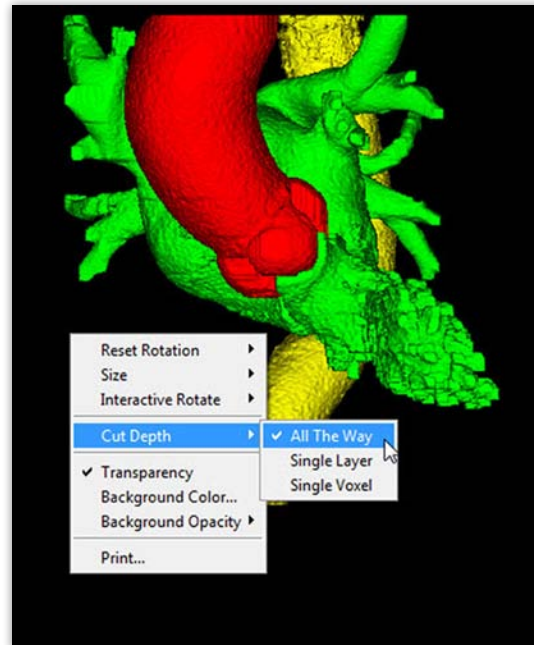 Reset Rotation
Size
Interactive Rotate
Cut Depth
All The Way
Single Layer
Single Voxel
Transparency
Background Color...
Background Opacity
Print...